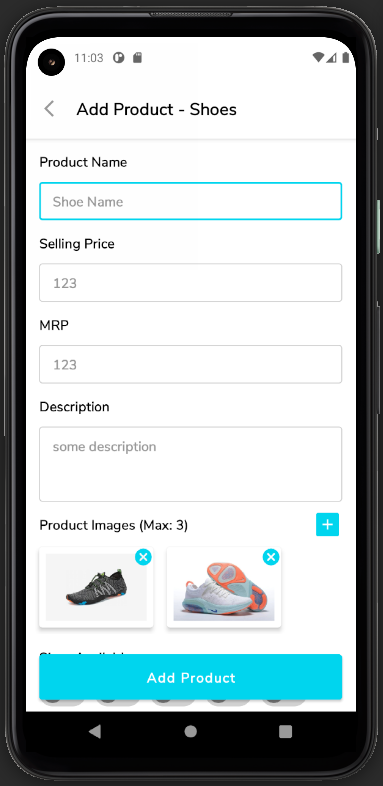 11:03
Add Product - Shoes
Product Name
Shoe Name
Selling Price
123
MRP
123
Description
some description
Product Images (Max: 3)
Add Product